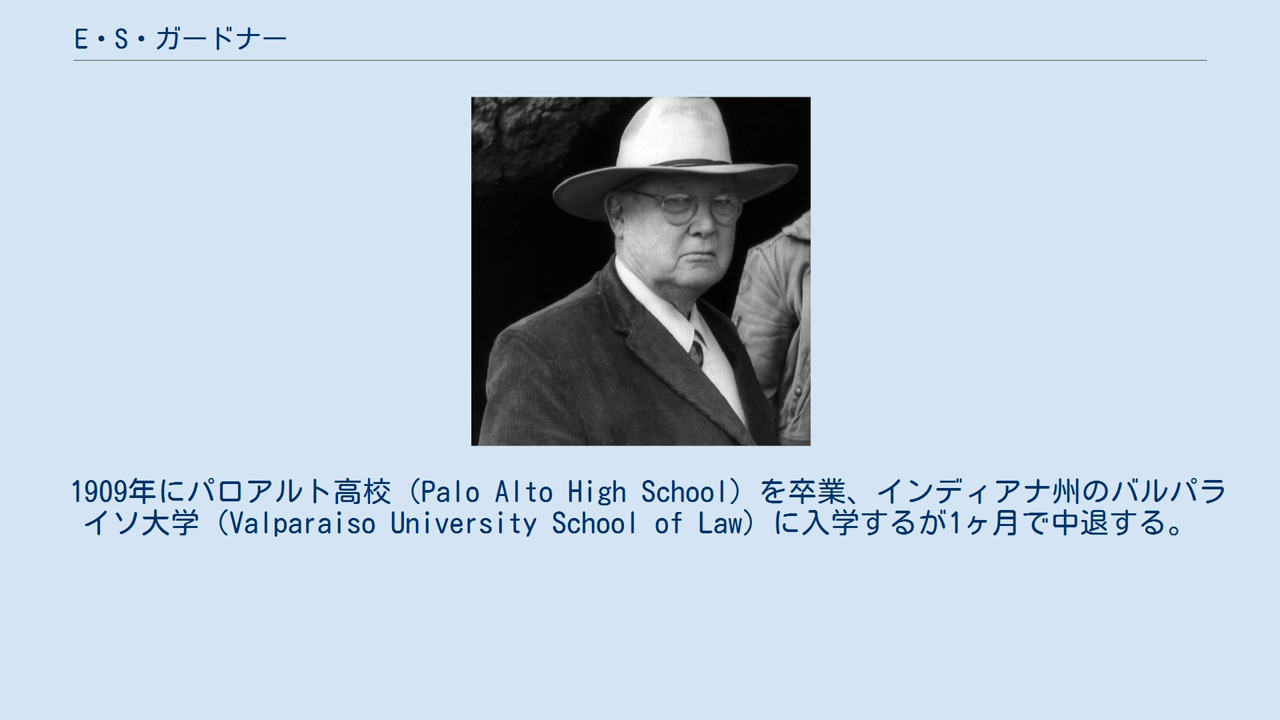 E・S・ガードナー
1909年にパロアルト高校（Palo Alto High School）を卒業、インディアナ州のバルパラ
イソ大学（Valparaiso University School of Law）に入学するが1ヶ月で中退する。